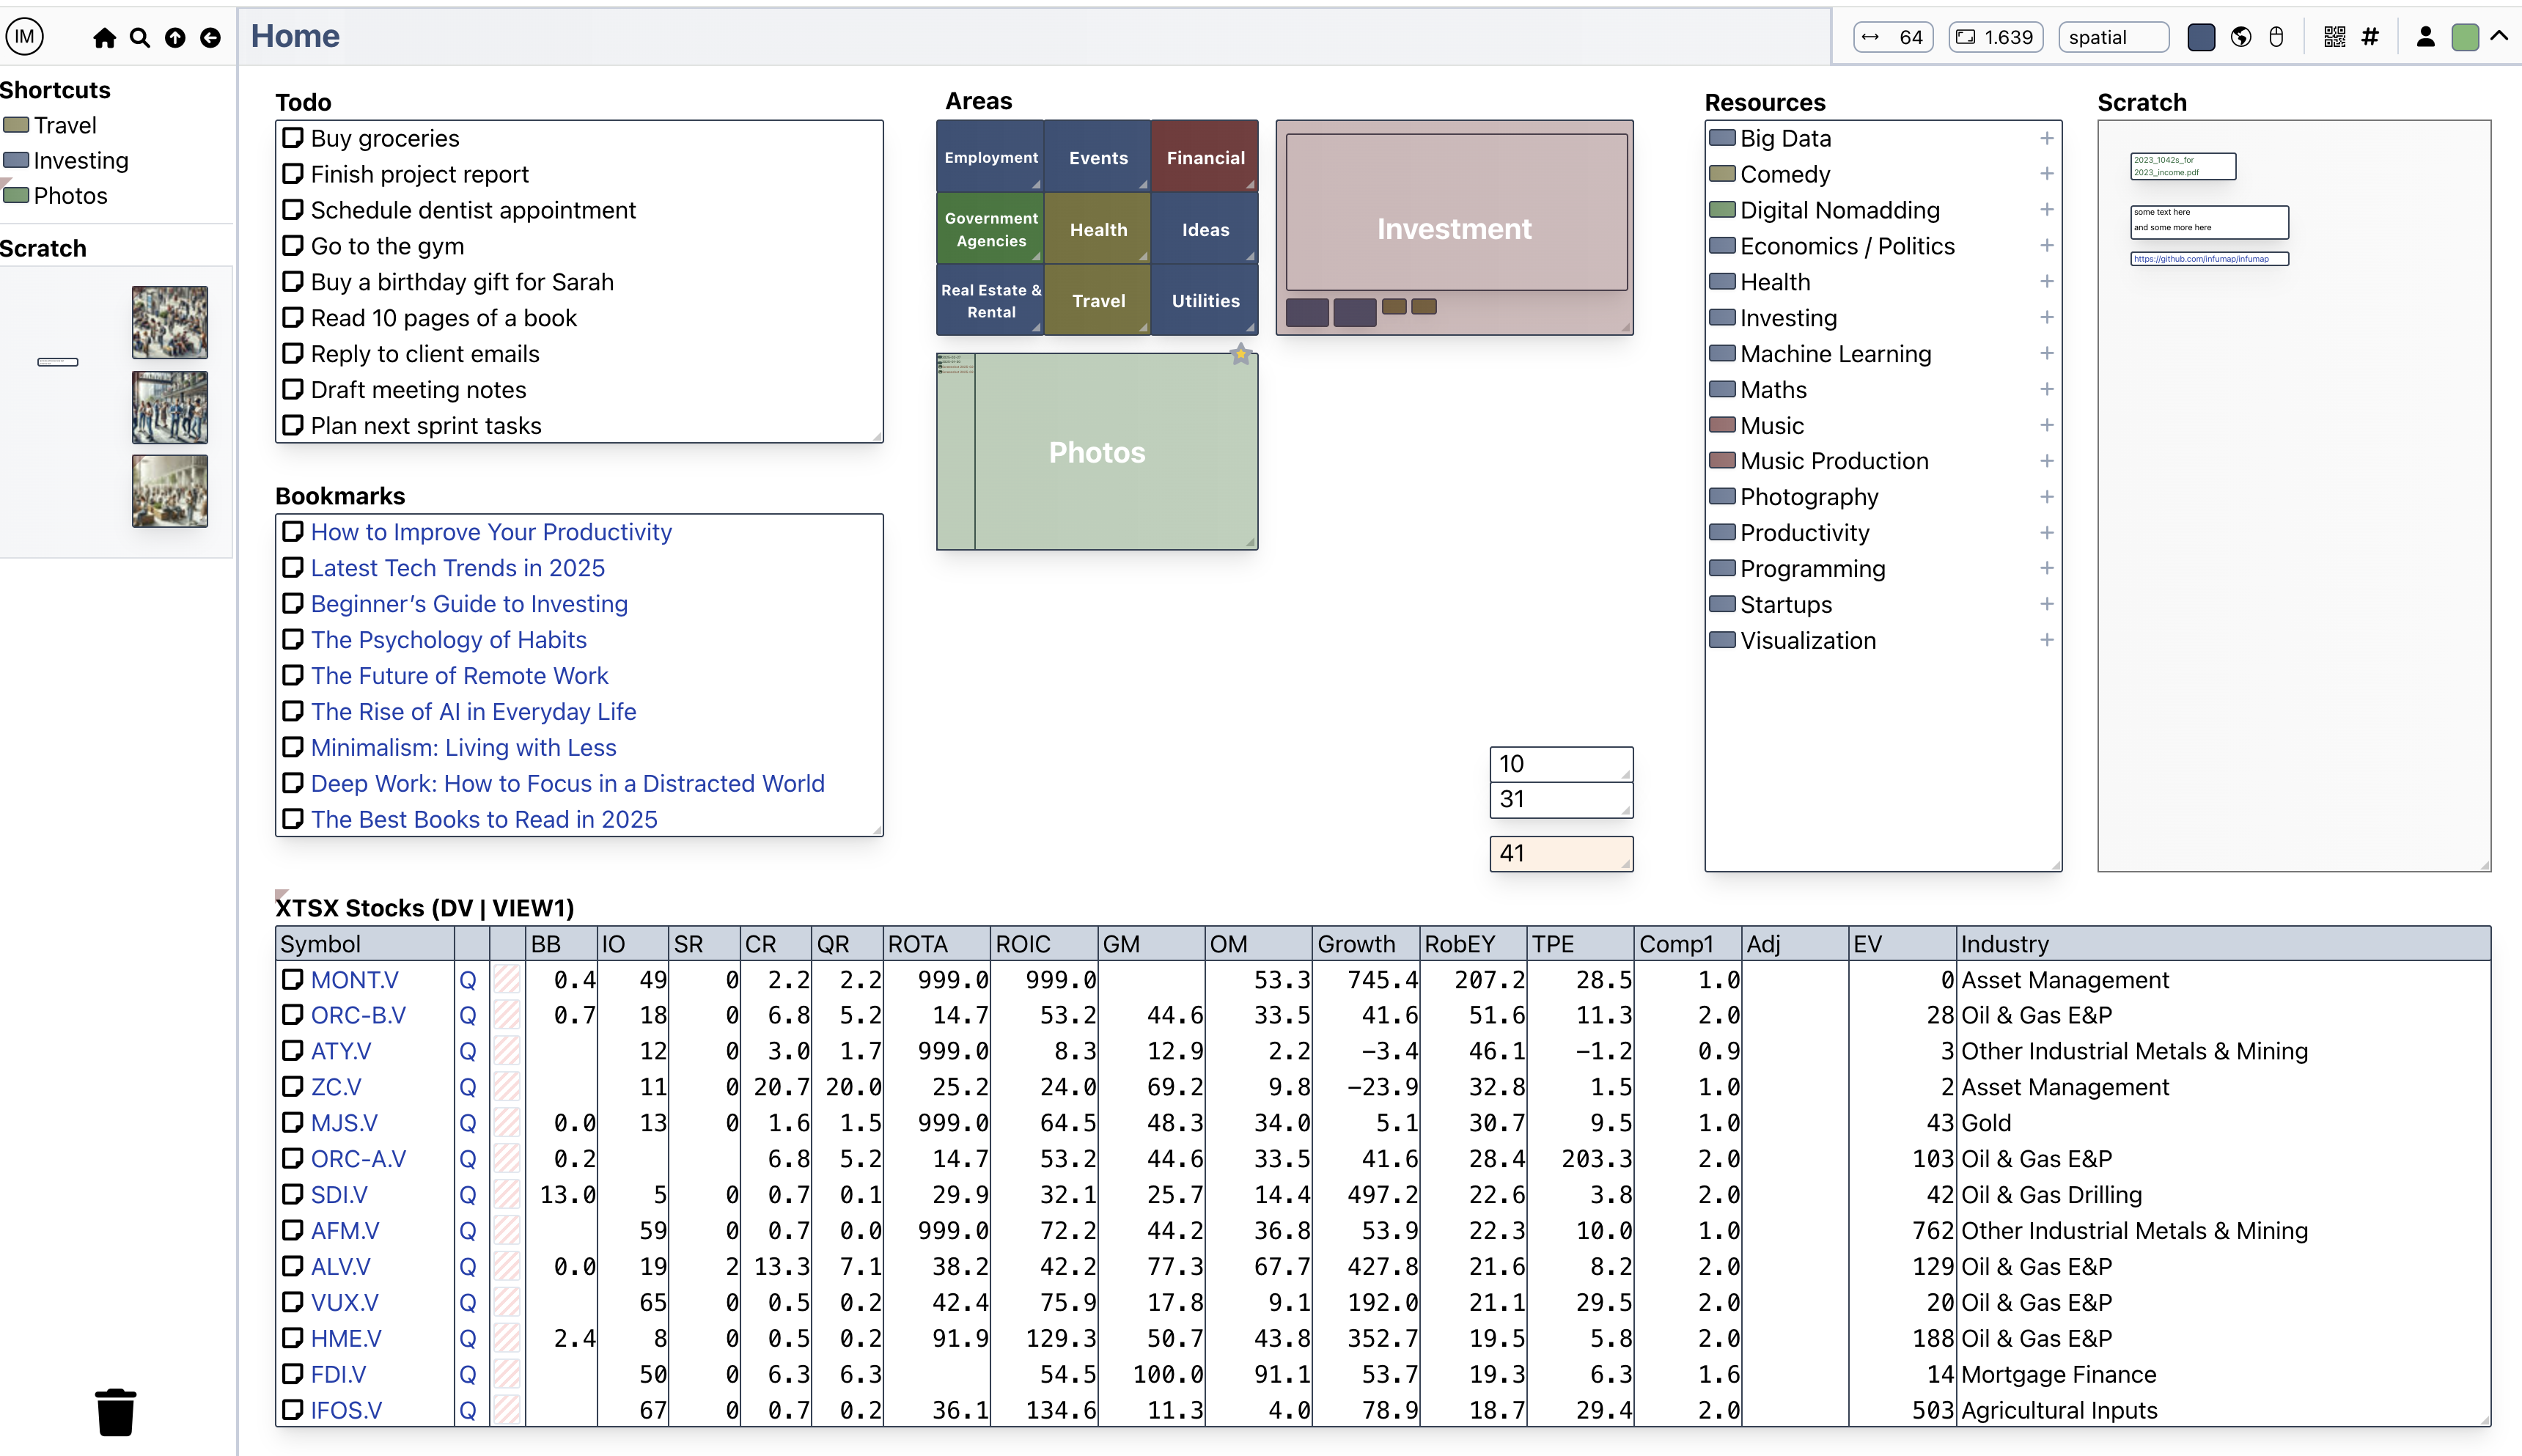 IM
Home
64
1.639
spatial
#
Shortcuts
Travel
Investing
Photos
Scratch
Todo
Buy groceries
Finish project report
Schedule dentist appointment
Go to the gym
Buy a birthday gift for Sarah
Read 10 pages of a book
Reply to client emails
Draft meeting notes
Plan next sprint tasks
Bookmarks
How to Improve Your Productivity
Latest Tech Trends in 2025
Beginner’s Guide to Investing
The Psychology of Habits
The Future of Remote Work
The Rise of AI in Everyday Life
Minimalism: Living with Less
Deep Work: How to Focus in a Distracted World
The Best Books to Read in 2025
Areas
Employment Events Financial
Government Agencies Health Ideas
Real Estate & Rental Travel Utilities
Investment
Photos
10
31
41
Resources
Big Data +
Comedy +
Digital Nomadding +
Economics / Politics +
Health +
Investing +
Machine Learning +
Maths +
Music +
Music Production +
Photography +
Productivity +
Programming +
Startups +
Visualization +
Scratch
2023_1042s_for
2023_income.pdf
some text here
and some more here
https://github.com/infumap/infumap
XTSX Stocks (DV | VIEW1)
Symbol BB IO SR CR QR ROTA ROIC GM OM Growth RobEY TPE Comp1 Adj EV Industry
MONT.V Q 0.4 49 0 2.2 2.2 999.0 999.0 53.3 745.4 207.2 28.5 1.0 0 Asset Management
ORC-B.V Q 0.7 18 0 6.8 5.2 14.7 53.2 44.6 33.5 41.6 51.6 11.3 2.0 28 Oil & Gas E&P
ATY.V Q 12 0 3.0 1.7 999.0 8.3 12.9 2.2 −3.4 46.1 −1.2 0.9 3 Other Industrial Metals & Mining
ZC.V Q 11 0 20.7 20.0 25.2 24.0 69.2 9.8 −23.9 32.8 1.5 1.0 2 Asset Management
MJS.V Q 0.0 13 0 1.6 1.5 999.0 64.5 48.3 34.0 5.1 30.7 9.5 1.0 43 Gold
ORC-A.V Q 0.2 6.8 5.2 14.7 53.2 44.6 33.5 41.6 28.4 203.3 2.0 103 Oil & Gas E&P
SDI.V Q 13.0 5 0 0.7 0.1 29.9 32.1 25.7 14.4 497.2 22.6 3.8 2.0 42 Oil & Gas Drilling
AFM.V Q 59 0 0.7 0.0 999.0 72.2 44.2 36.8 53.9 22.3 10.0 1.0 762 Other Industrial Metals & Mining
ALV.V Q 0.0 19 2 13.3 7.1 38.2 42.2 77.3 67.7 427.8 21.6 8.2 2.0 129 Oil & Gas E&P
VUX.V Q 65 0 0.5 0.2 42.4 75.9 17.8 9.1 192.0 21.1 29.5 2.0 20 Oil & Gas E&P
HME.V Q 2.4 8 0 0.5 0.2 91.9 129.3 50.7 43.8 352.7 19.5 5.8 2.0 188 Oil & Gas E&P
FDI.V Q 50 0 6.3 6.3 54.5 100.0 91.1 53.7 19.3 6.3 1.6 14 Mortgage Finance
IFOS.V Q 67 0 0.7 0.2 36.1 134.6 11.3 4.0 78.9 18.7 29.4 2.0 503 Agricultural Inputs